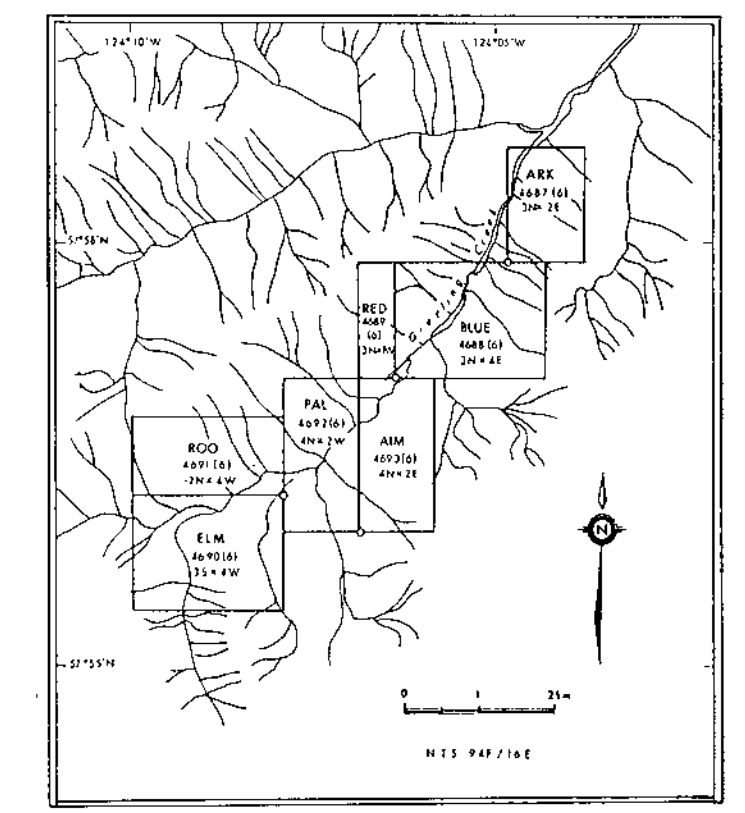 124°10'W
124°05'W
ARK
4687(6)
3N× 2E
57°58'N
RED
4689
(6)
BLUE
4688(6)
3N × 4E
PAL
4692(6)
4N × 2W
ROO
4691(6)
2N × 4W
AIM
4693(6)
4N × 2E
ELM
4690(6)
3S × 4W
N
57°55'N
0 1 2km
NTS 94F/16E